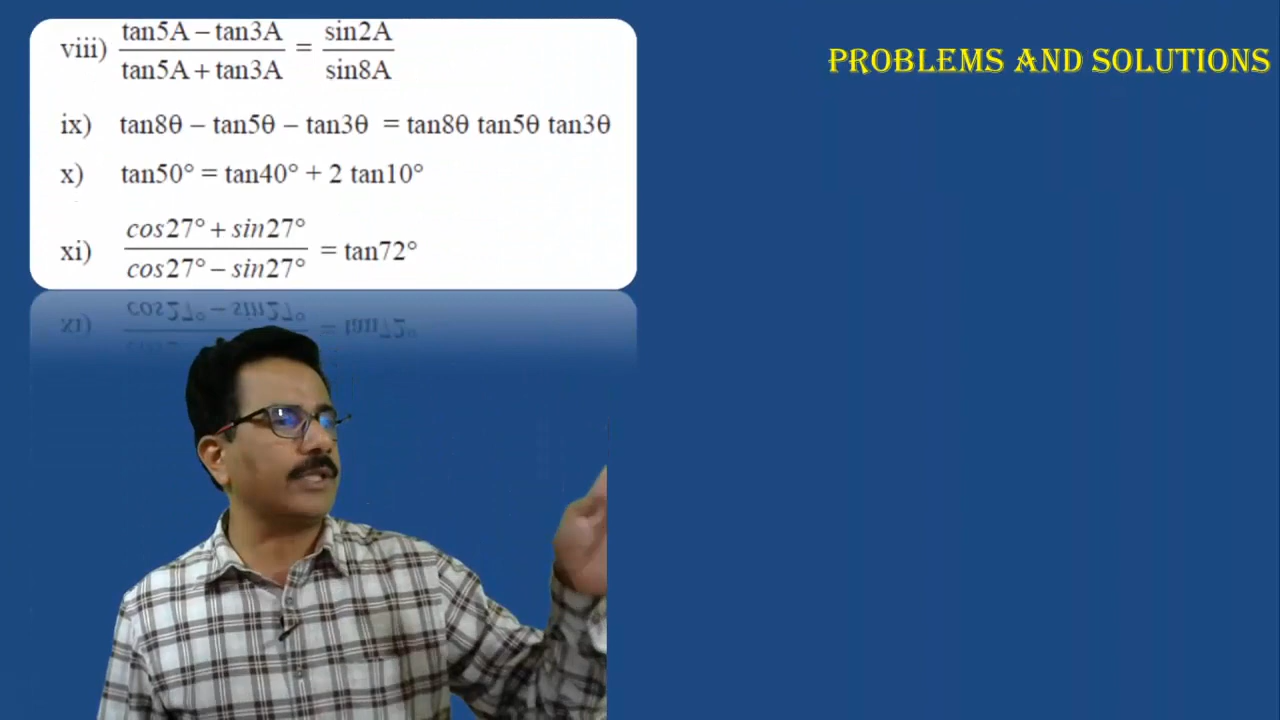 PROBLEMS AND SOLUTIONS
viii) (tan5A – tan3A)/(tan5A + tan3A) = sin2A/sin8A
ix) tan8θ – tan5θ – tan3θ = tan8θ tan5θ tan3θ
x) tan50° = tan40° + 2 tan10°
xi) (cos27° + sin27°)/(cos27° – sin27°) = tan72°